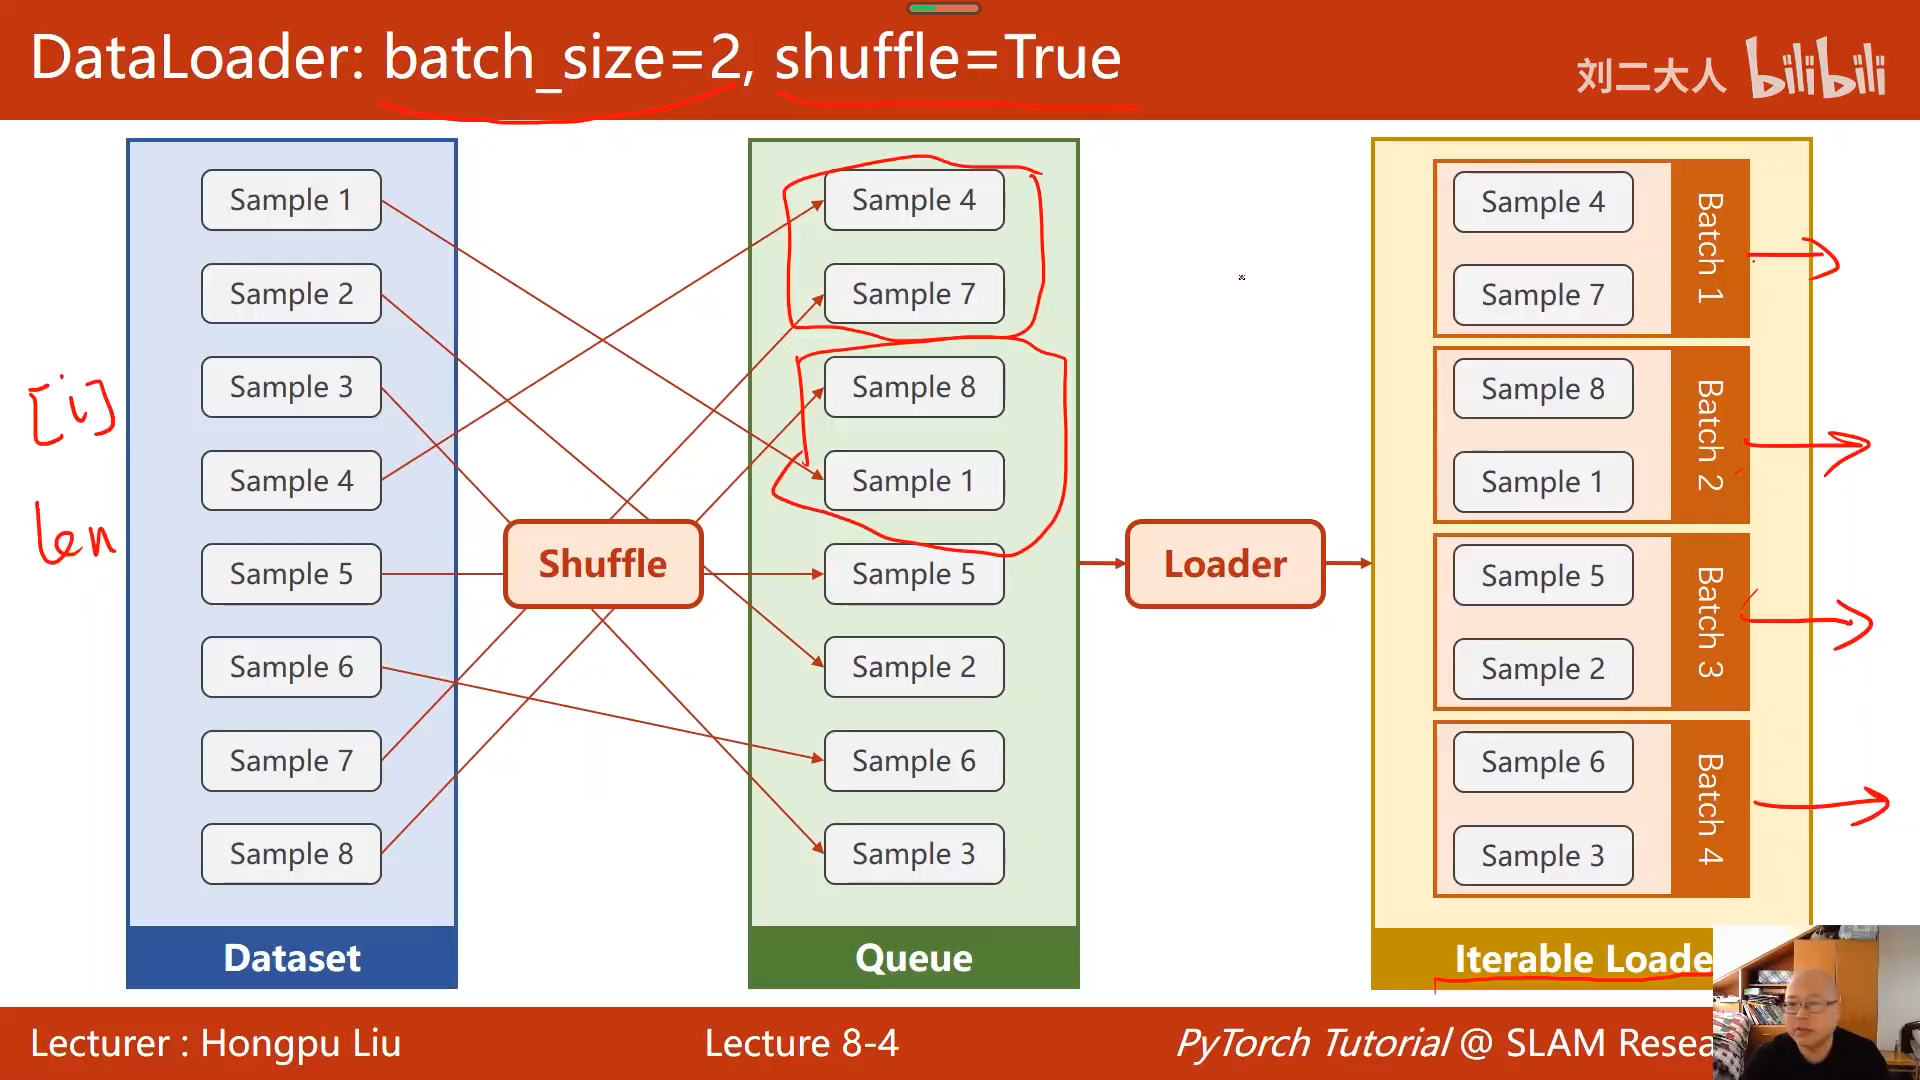 DataLoader: batch_size=2, shuffle=True
刘二大人 bilibili
Sample 1
Sample 2
Sample 3
Sample 4
Sample 5
Sample 6
Sample 7
Sample 8
Dataset
[i]
len
Shuffle
Sample 4
Sample 7
Sample 8
Sample 1
Sample 5
Sample 2
Sample 6
Sample 3
Queue
Loader
Sample 4
Sample 7
Batch 1
Sample 8
Sample 1
Batch 2
Sample 5
Sample 2
Batch 3
Sample 6
Sample 3
Batch 4
Iterable Loade
Lecturer : Hongpu Liu
Lecture 8-4
PyTorch Tutorial @ SLAM Resea